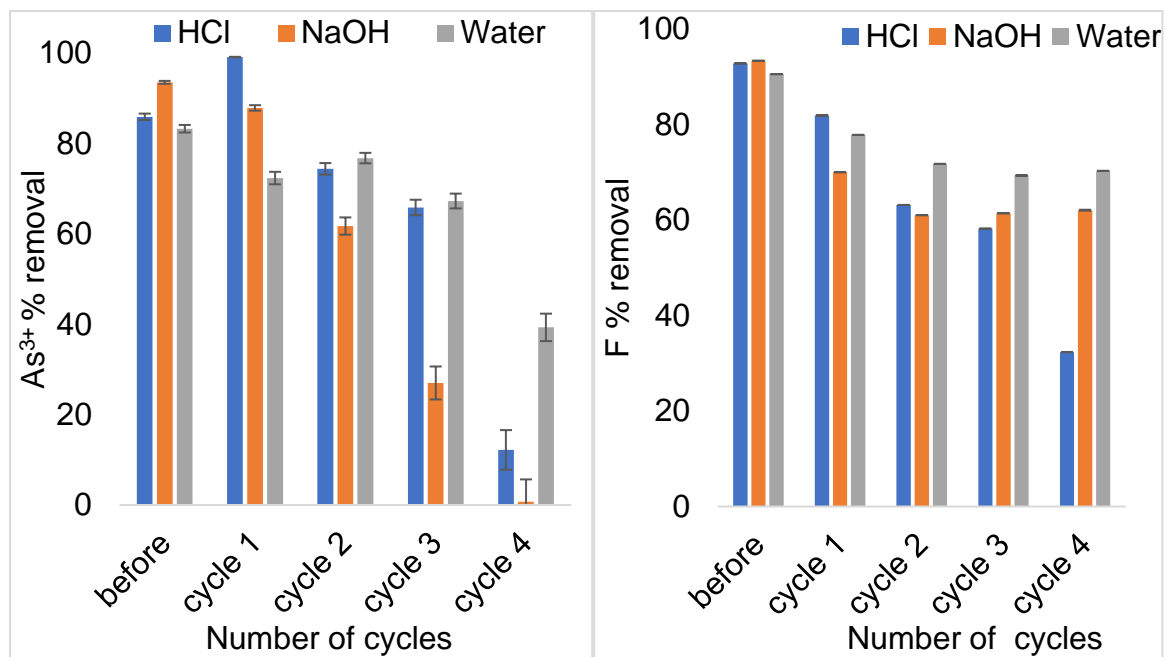 HCl NaOH Water
100
80
60
40
20
0
As³⁺ % removal
before cycle 1 cycle 2 cycle 3 cycle 4
Number of cycles
HCl NaOH Water
100
80
60
40
20
0
F % removal
before cycle 1 cycle 2 cycle 3 cycle 4
Number of cycles